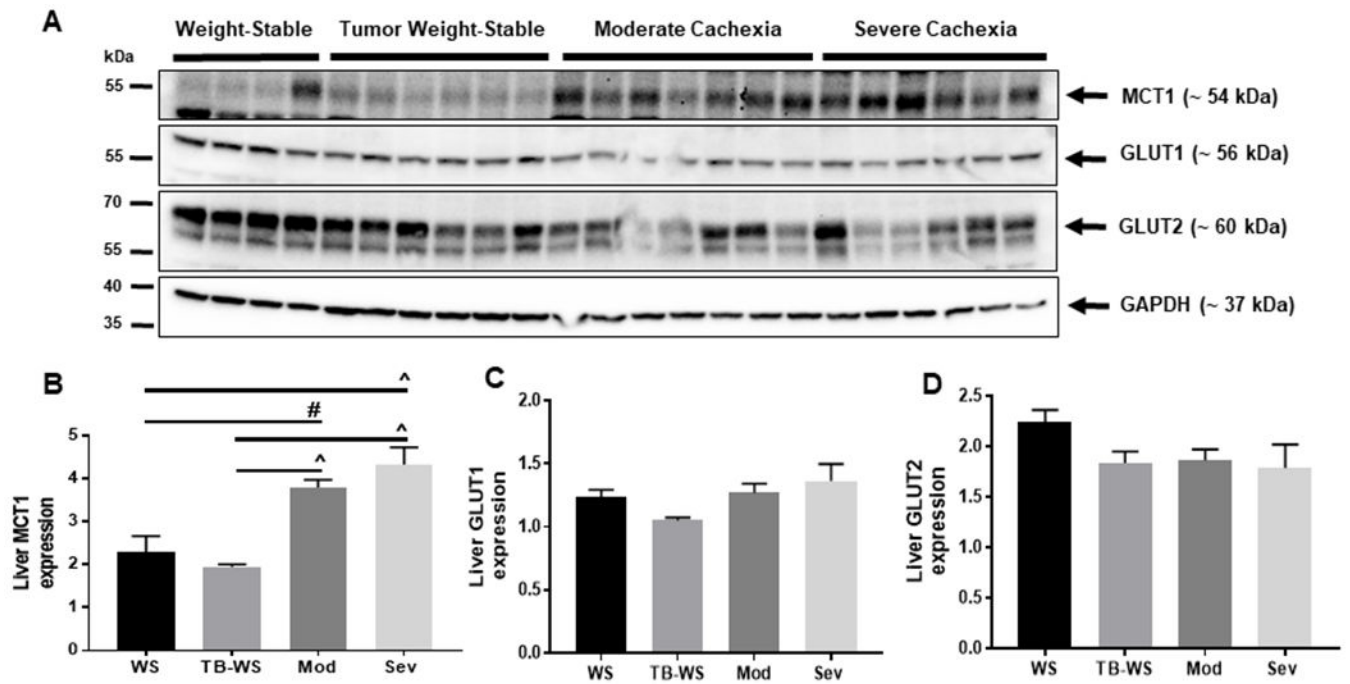 A
Weight-Stable Tumor Weight-Stable Moderate Cachexia Severe Cachexia
kDa
55
MCT1 (~ 54 kDa)
55
GLUT1 (~ 56 kDa)
70
GLUT2 (~ 60 kDa)
55
40
GAPDH (~ 37 kDa)
35
B
^
#
^
^
5
4
3
2
1
0
Liver MCT1
expression
WS TB-WS Mod Sev
C
2.0
1.5
1.0
0.5
0.0
Liver GLUT1
expression
WS TB-WS Mod Sev
D
2.5
2.0
1.5
1.0
0.5
0.0
Liver GLUT2
expression
WS TB-WS Mod Sev